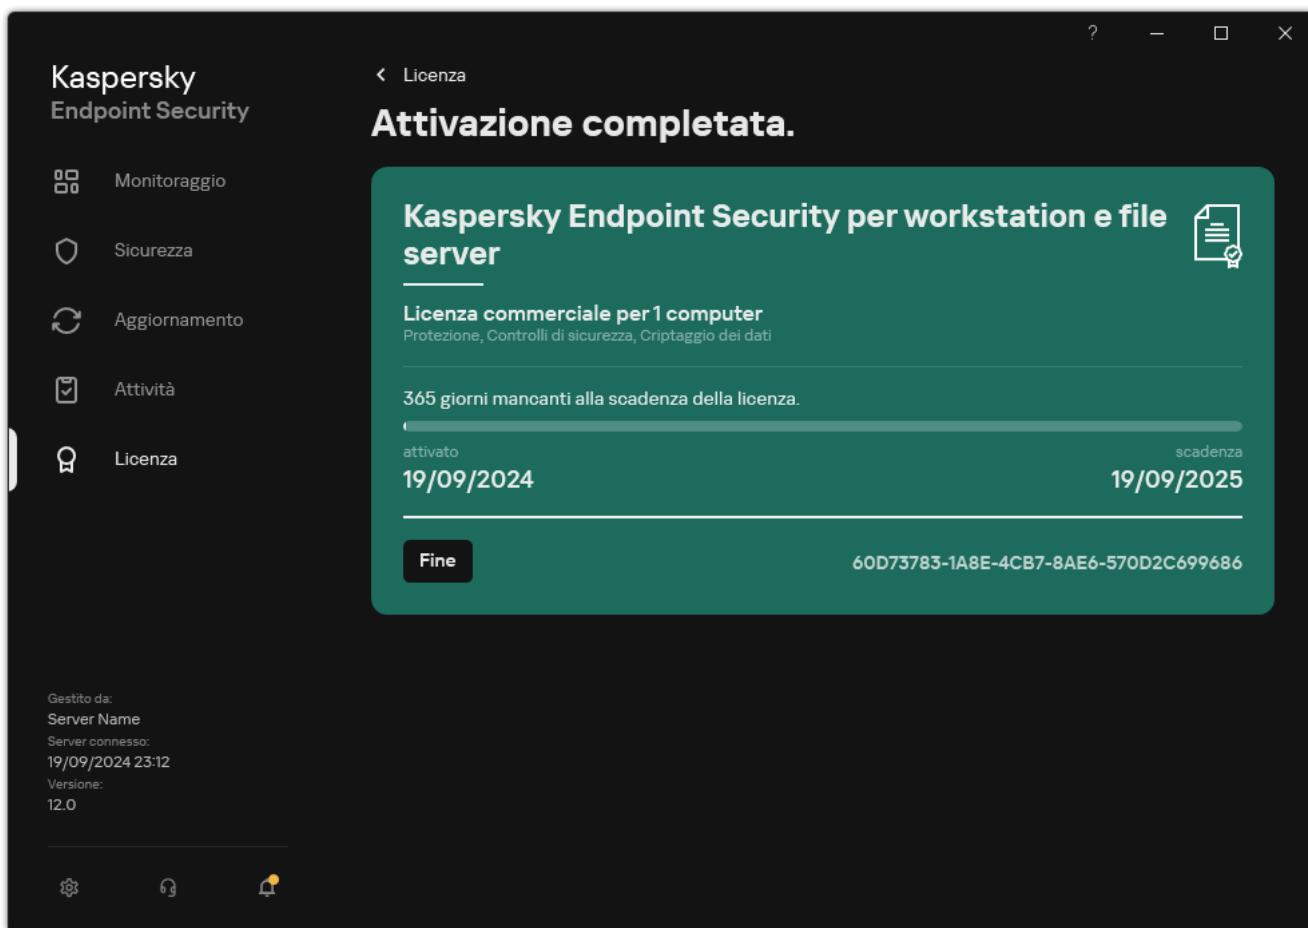 ?
Kaspersky
Endpoint Security
Monitoraggio
Sicurezza
Aggiornamento
Attività
Licenza
Gestito da:
Server Name
Server connesso:
19/09/2024 23:12
Versione:
12.0
Licenza
Attivazione completata.
Kaspersky Endpoint Security per workstation e file
server
Licenza commerciale per 1 computer
Protezione, Controlli di sicurezza, Criptaggio dei dati
365 giorni mancanti alla scadenza della licenza.
attivato
scadenza
19/09/2024
19/09/2025
Fine
60D73783-1A8E-4CB7-8AE6-570D2C699686